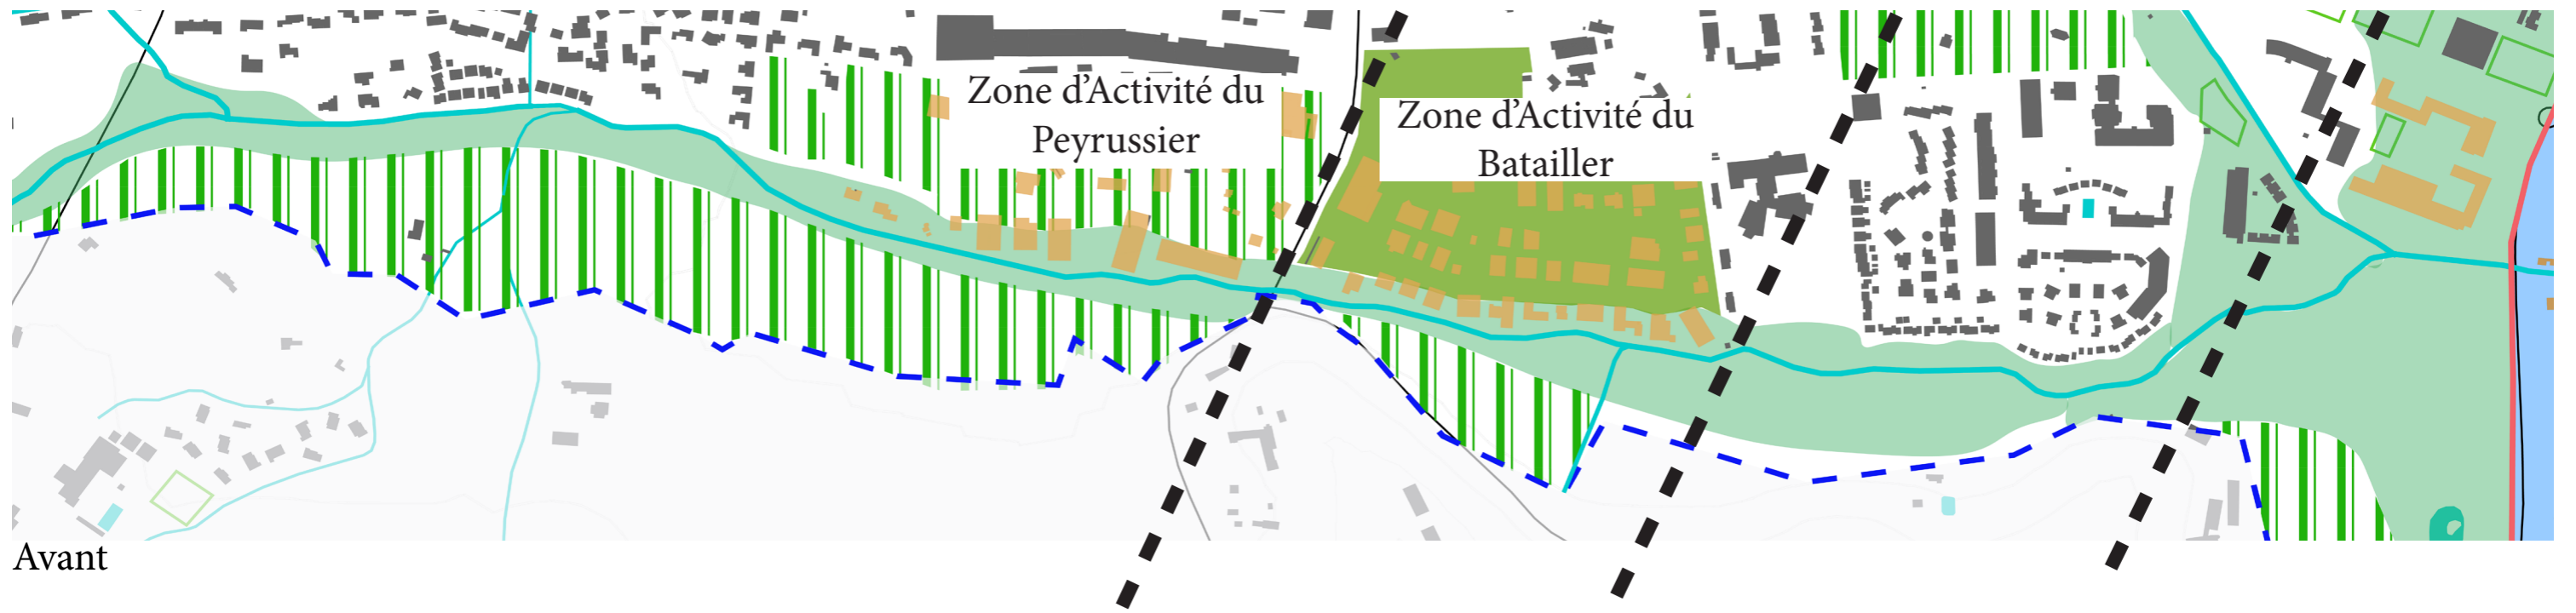 Zone d'Activité du
Peyrussier
Zone d'Activité du
Batailler
Avant